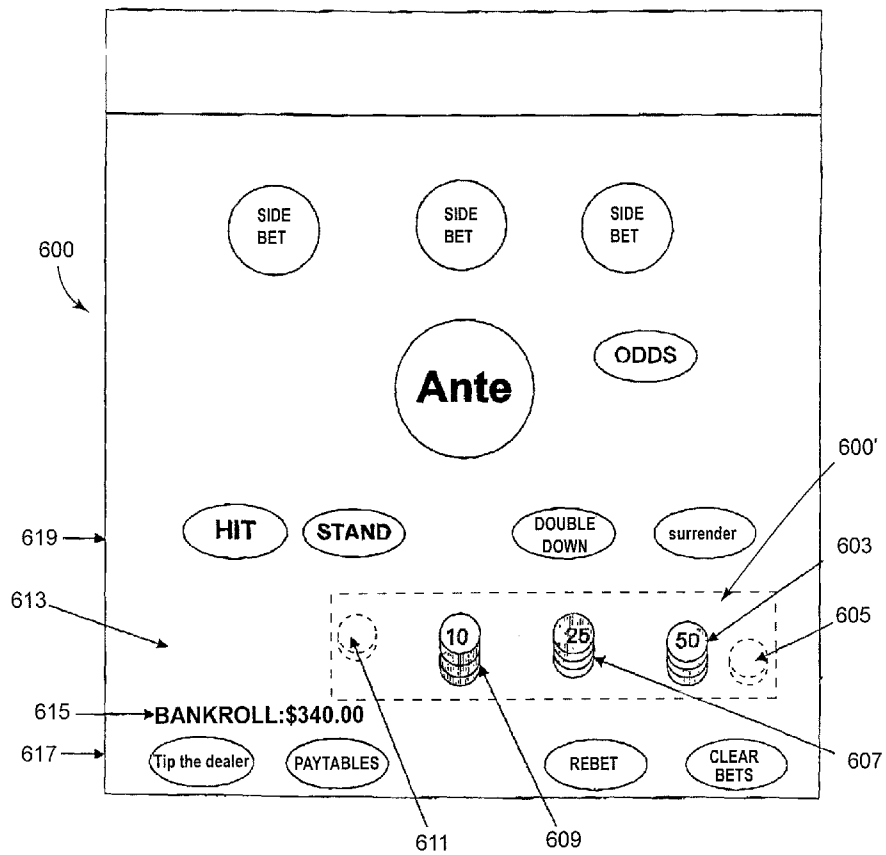 SIDE BET
SIDE BET
SIDE BET
600
ODDS
Ante
600'
HIT
STAND
DOUBLE DOWN
surrender
619
603
613
605
10
25
50
615
BANKROLL:$340.00
617
Tip the dealer
PAYTABLES
REBET
CLEAR BETS
607
611
609